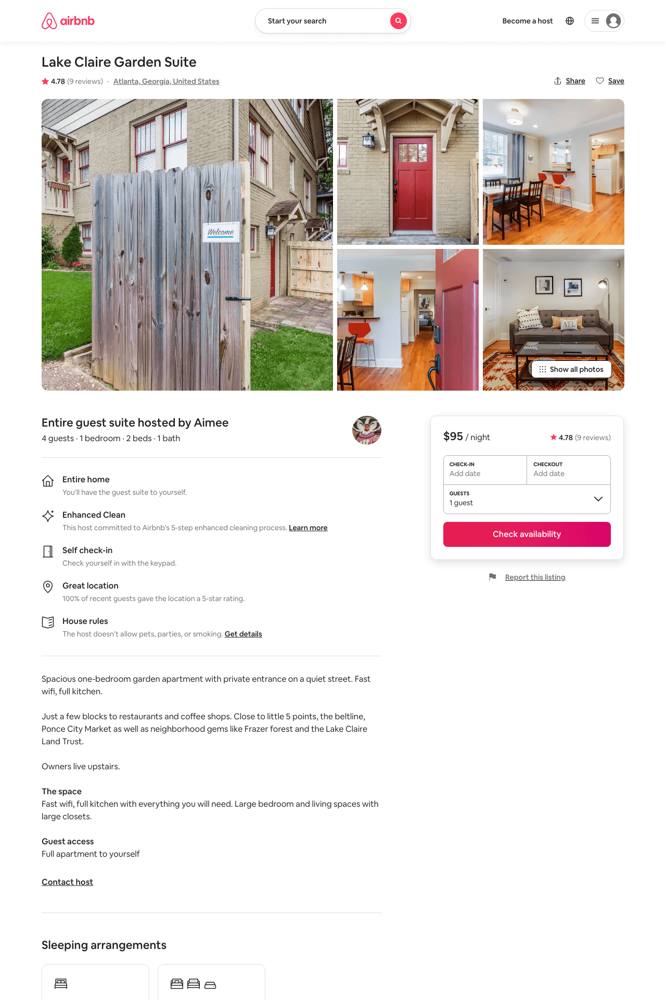 airbnb
Start your search
Become a host
Lake Claire Garden Suite
4.78 (9 reviews) · Atlanta, Georgia, United States
Share
Save
Welcome
ATL
Show all photos
Entire guest suite hosted by Aimee
4 guests · 1 bedroom · 2 beds · 1 bath
$95 / night
4.78 (9 reviews)
CHECK-IN
Add date
CHECKOUT
Add date
GUESTS
1 guest
Check availability
Report this listing
Entire home
You’ll have the guest suite to yourself.
Enhanced Clean
This host committed to Airbnb's 5-step enhanced cleaning process. Learn more
Self check-in
Check yourself in with the keypad.
Great location
100% of recent guests gave the location a 5-star rating.
House rules
The host doesn’t allow pets, parties, or smoking. Get details
Spacious one-bedroom garden apartment with private entrance on a quiet street. Fast
wifi, full kitchen.
Just a few blocks to restaurants and coffee shops. Close to little 5 points, the beltline,
Ponce City Market as well as neighborhood gems like Frazer forest and the Lake Claire
Land Trust.
Owners live upstairs.
The space
Fast wifi, full kitchen with everything you will need. Large bedroom and living spaces with
large closets.
Guest access
Full apartment to yourself
Contact host
Sleeping arrangements